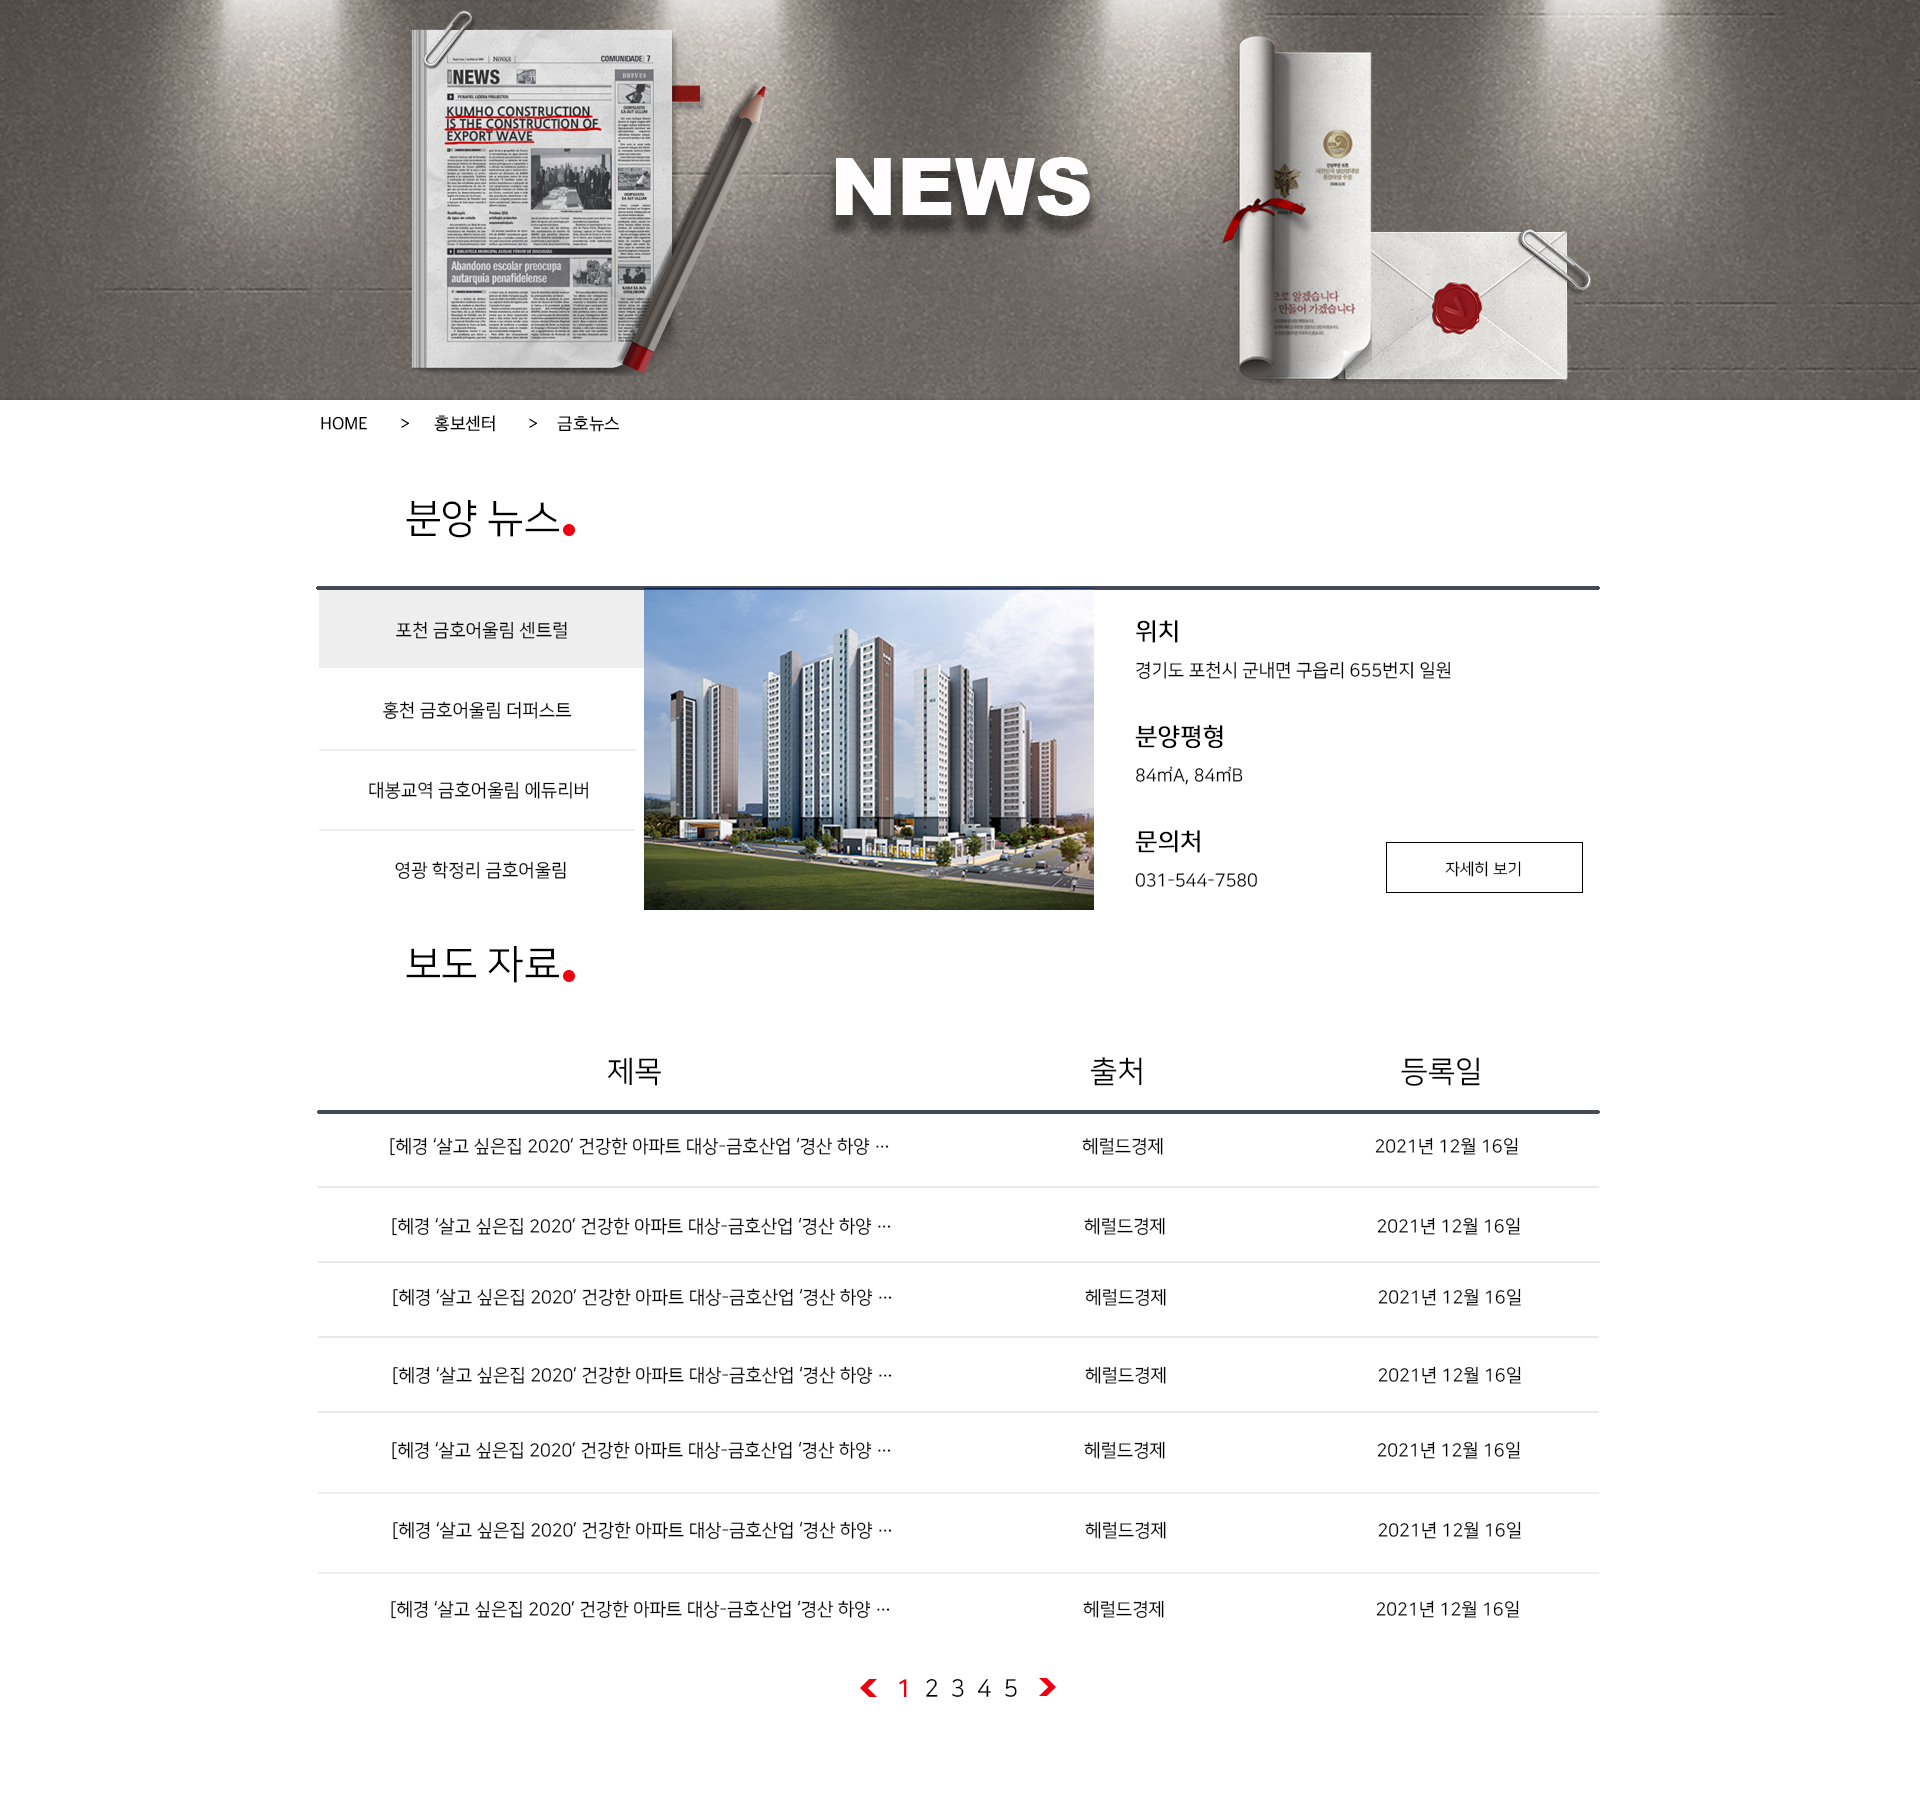 COMUNIDADE 7
NEWS
BREVES
KUMHO CONSTRUCTION
IS THE CONSTRUCTION OF
EXPORT WAVE
Abandono escolar preocupa
autarquia penafidelense
NEWS
으로 알겠습니다
만들어 가겠습니다
HOME > 홍보센터 > 금호뉴스
분양 뉴스
포천 금호어울림 센트럴
홍천 금호어울림 더퍼스트
대봉교역 금호어울림 에듀리버
영광 학정리 금호어울림
위치
경기도 포천시 군내면 구읍리 655번지 일원
분양평형
84㎡A, 84㎡B
문의처
031-544-7580
자세히 보기
보도 자료
제목 출처 등록일
[헤경 ‘살고 싶은집 2020’ 건강한 아파트 대상-금호산업 ‘경산 하양 ··· 헤럴드경제 2021년 12월 16일
[헤경 ‘살고 싶은집 2020’ 건강한 아파트 대상-금호산업 ‘경산 하양 ··· 헤럴드경제 2021년 12월 16일
[헤경 ‘살고 싶은집 2020’ 건강한 아파트 대상-금호산업 ‘경산 하양 ··· 헤럴드경제 2021년 12월 16일
[헤경 ‘살고 싶은집 2020’ 건강한 아파트 대상-금호산업 ‘경산 하양 ··· 헤럴드경제 2021년 12월 16일
[헤경 ‘살고 싶은집 2020’ 건강한 아파트 대상-금호산업 ‘경산 하양 ··· 헤럴드경제 2021년 12월 16일
[헤경 ‘살고 싶은집 2020’ 건강한 아파트 대상-금호산업 ‘경산 하양 ··· 헤럴드경제 2021년 12월 16일
[헤경 ‘살고 싶은집 2020’ 건강한 아파트 대상-금호산업 ‘경산 하양 ··· 헤럴드경제 2021년 12월 16일
1 2 3 4 5